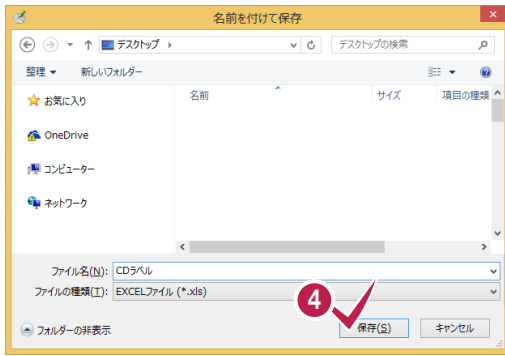 名前を付けて保存
デスクトップ
デスクトップの検索
整理 新しいフォルダー
お気に入り
OneDrive
コンピューター
ネットワーク
名前 サイズ 項目の種類
ファイル名(N): CDラベル
ファイルの種類(T): EXCELファイル (*.xls)
4
フォルダーの非表示 保存(S) キャンセル